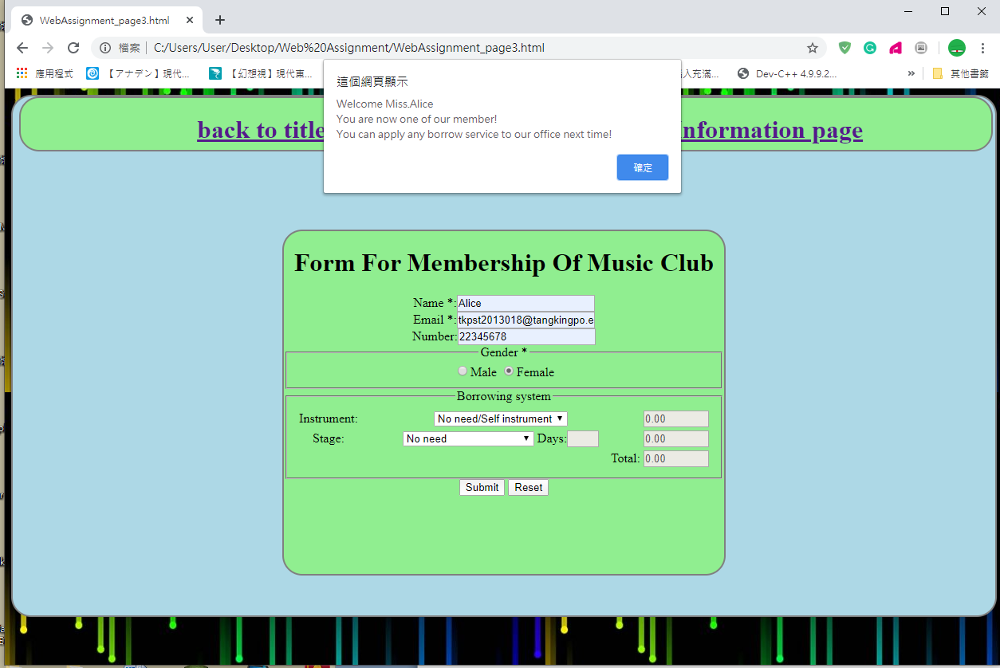 WebAssignment_page3.html
檔案 C:/Users/User/Desktop/Web%20Assignment/WebAssignment_page3.html
應用程式 【アナデン】現代... 【幻想視】現代東... 入充滿... Dev-C++ 4.9.9.2... » 其他書籤
這個網頁顯示
Welcome Miss.Alice
You are now one of our member!
You can apply any borrow service to our office next time!
確定
back to title nformation page
Form For Membership Of Music Club
Name *: Alice
Email *: tkpst2013018@tangkingpo.e
Number: 22345678
Gender *
Male Female
Borrowing system
Instrument: No need/Self instrument 0.00
Stage: No need Days: 0.00
Total: 0.00
Submit Reset